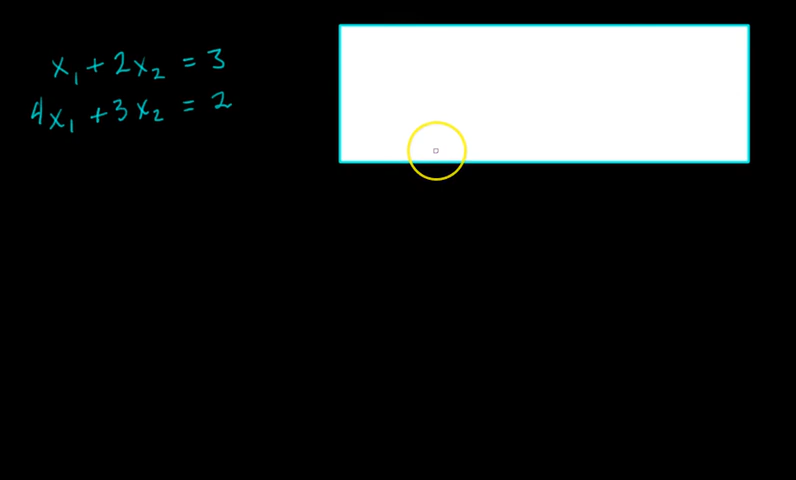 x₁ + 2x₂ = 3
4x₁ + 3x₂ = 2